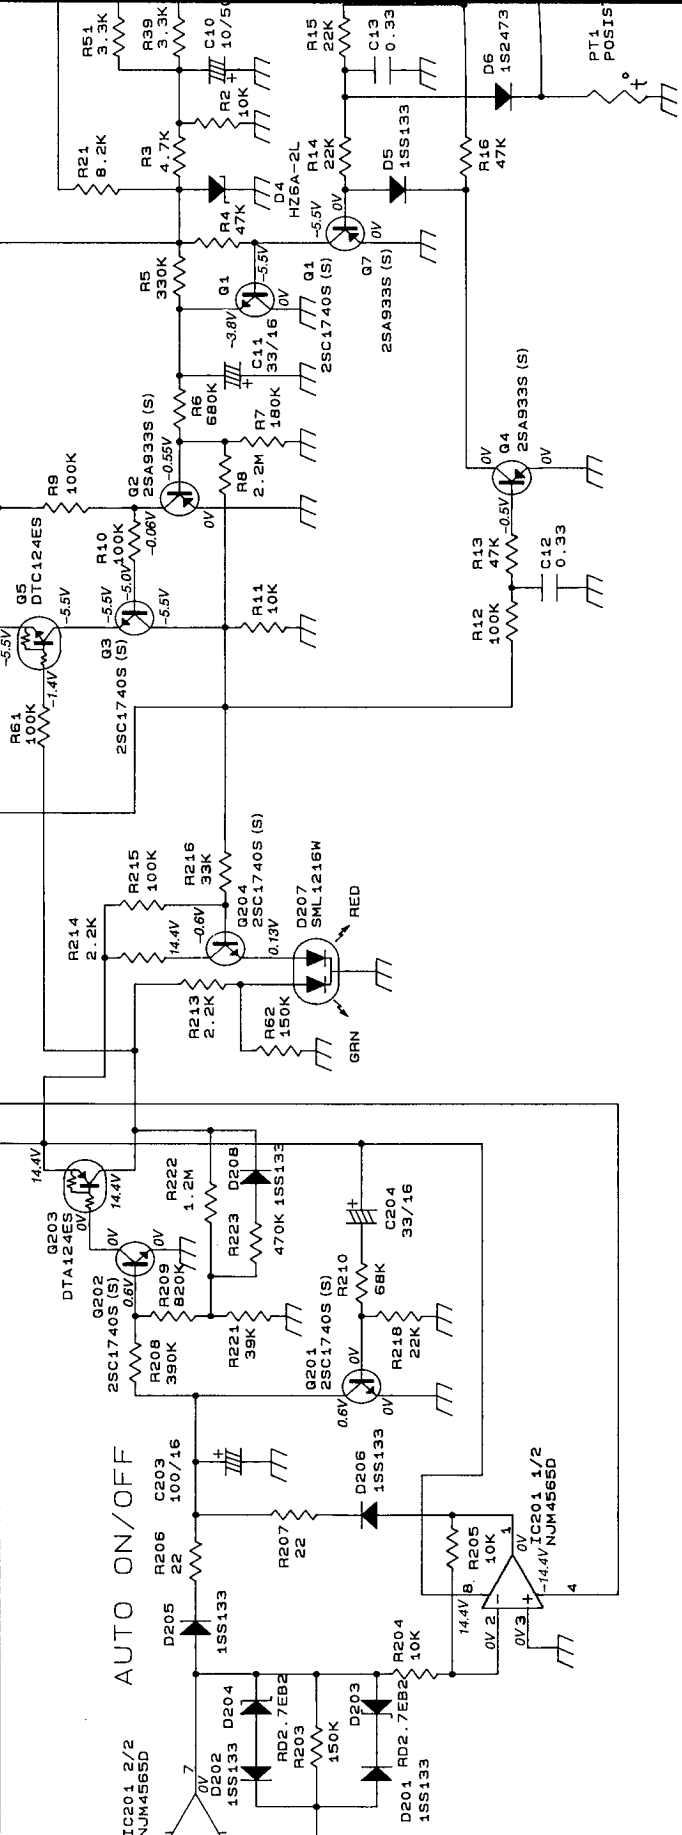 R51
3.3K
R39
3.3K
C10
R15
22K
C13
0.33
D6
1S2473
PT1
t
R2
10K
R21
8.2K
R3
4.7K
D4
HZ6A-2L
R14
22K
D5
1SS133
R16
47K
R4
47K
-5.5V
0V
0V
R5
330K
Q1
-5.5V
0V
-3.8V
Q1
2SC1740S (S)
Q7
2SA933S (S)
C11
33/16
R6
680K
R7
180K
Q4
2SA933S (S)
0V
0V
-0.5V
R9
100K
Q2
2SA933S (S)
-0.55V
R8
2.2M
0V
-0.06V
R10
100K
Q5
DTC124ES
-5.5V
-5.5V
-5.0V
-5.5V
Q3
2SC1740S (S)
R11
10K
R13
47K
C12
0.33
R12
100K
-5.5V
-1.4V
R61
100K
R215
100K
R216
33K
Q204
2SC1740S (S)
D207
SML1216W
RED
R214
2.2K
14.4V
-0.6V
0.13V
R213
2.2K
R62
150K
GRN
14.4V
14.4V
Q203
DTA124ES
0V
0V
0V
Q202
2SC1740S (S)
0.6V
R222
1.2M
D208
1SS133
R223
470K
C204
33/16
R209
820K
R210
68K
R208
390K
R221
39K
Q201
2SC1740S (S)
0V
0.6V
0V
R218
22K
AUTO ON/OFF
C203
100/16
D206
1SS133
R206
22
R207
22
R205
10K
1
0V
IC201 1/2
NJM4565D
-14.4V
14.4V
8
4
0V
2
0V
3
D205
1SS133
R204
10K
IC201 2/2
NJM4565D
7
0V
D204
RD2.7EB2
D202
1SS133
R203
150K
D203
RD2.7EB2
D201
1SS133